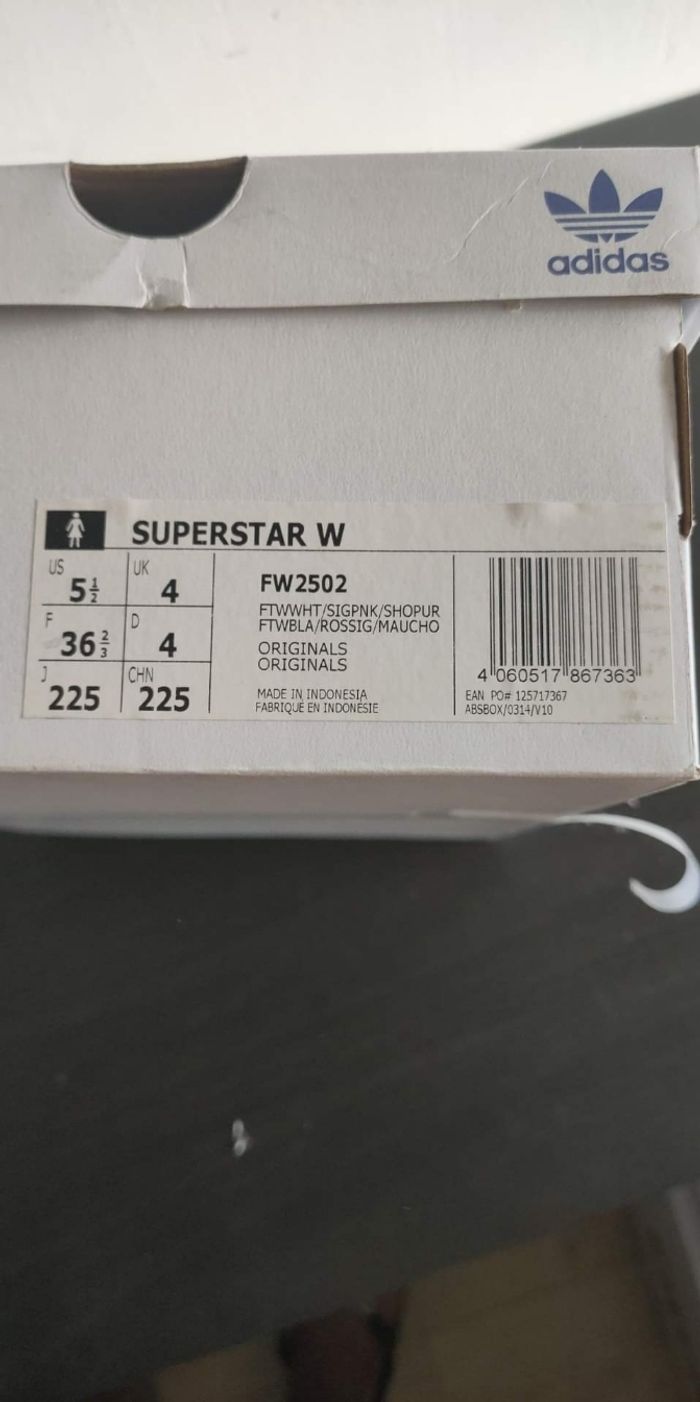 adidas
SUPERSTAR W
US 5½ UK 4
F 36⅔ D 4
J 225 CHN 225
FW2502
FTWWHT/SIGPNK/SHOPUR
FTWBLA/ROSSIG/MAUCHO
ORIGINALS
ORIGINALS
MADE IN INDONESIA
FABRIQUÉ EN INDONÉSIE
4 060517 867363
EAN PO# 125717367
ABSBOX/0314/V10